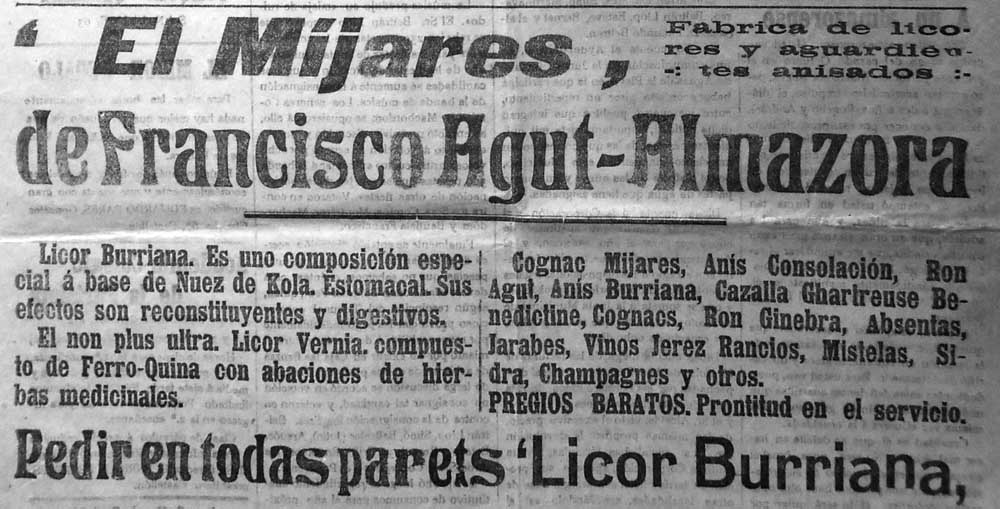 ‘ El Mijares ,
Fabrica de lico-
res y aguardien-
-: tes anisados :-
de Francisco Agut-Almazora
Licor Burriana. Es uno composición espe-
cial á base de Nuez de Kola. Estomacal. Sus
efectos son reconstituyentes y digestivos.
El non plus ultra. Licor Vernia. compues-
to de Ferro-Quina con abaciones de hier-
bas medicinales.
Cognac Mijares, Anis Consolación, Ron
Agut, Anis Burriana, Cazalla Ghartreuse Be-
nedictine, Cognacs, Ron Ginebra, Absentas,
Jarabes, Vinos Jerez Rancios, Mistelas, Si-
dra, Champagnes y otros.
PREGIOS BARATOS. Prontitud en el servicio.
Pedir en todas parets ‘Licor Burriana,